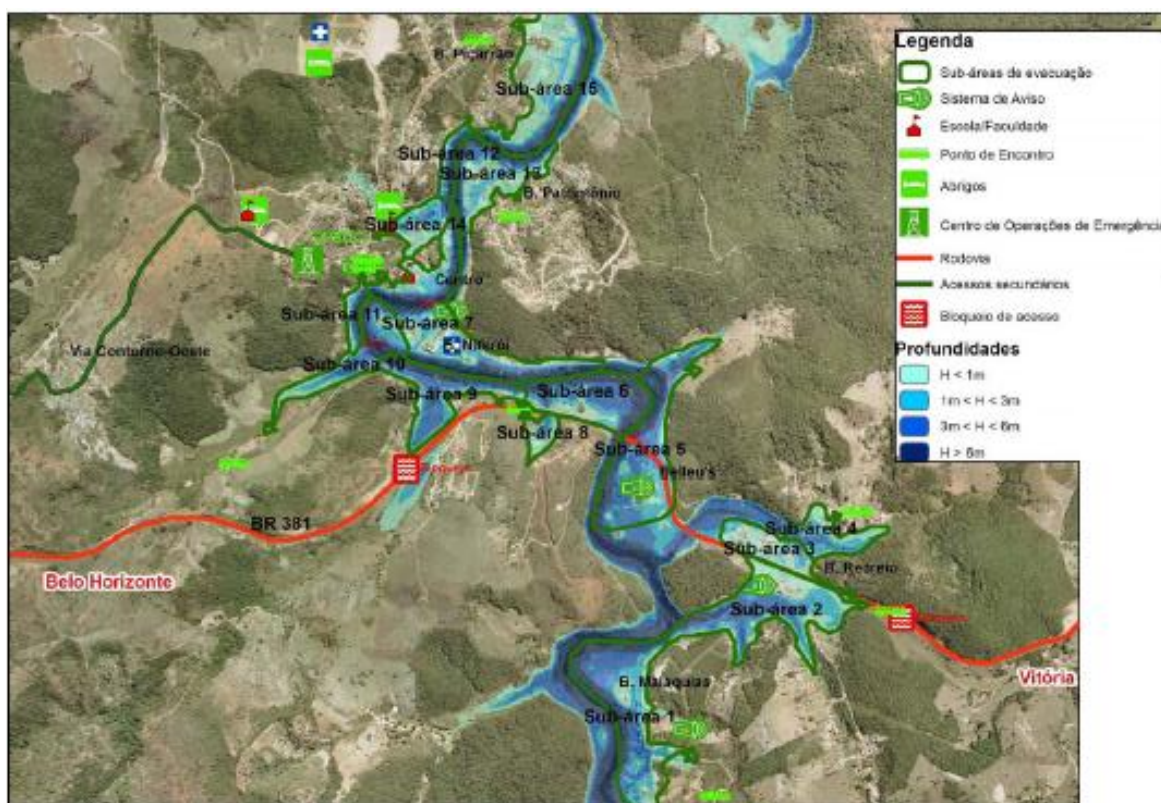 Legenda
Sub-áreas de evacuação
Sistema de Aviso
Escola/Faculdade
Ponto de Encontro
Abrigos
Centro de Operações de Emergência
Rodovia
Acessos secundários
Bloqueio de acesso
Profundidades
H < 1m
1m < H < 3m
3m < H < 6m
H > 6m
B. Piçarrão
Sub-área 15
Sub-área 12
Sub-área 13
B. Patrimônio
Sub-área 14
Centro
Sub-área 11
Sub-área 7
Niterói
Via Contorno-Oeste
Sub-área 10
Sub-área 9
Sub-área 6
Sub-área 8
Sub-área 5
Belleu's
BR 381
Belo Horizonte
Sub-área 4
Sub-área 3
B. Recreio
Sub-área 2
Vitória
B. Malaquias
Sub-área 1